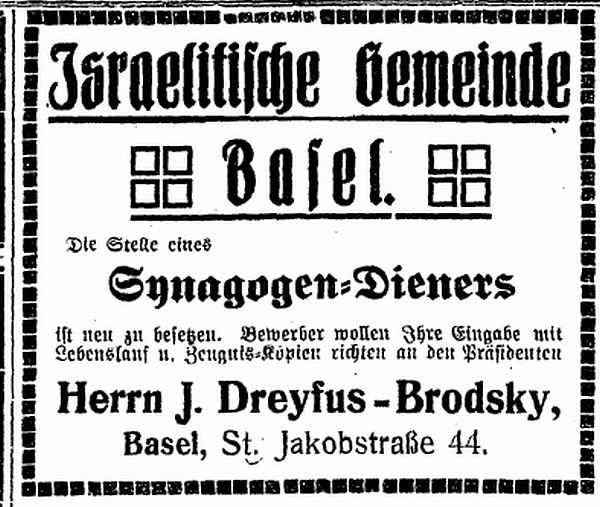 Israelitische Gemeinde
Basel.
Die Stelle eines
Synagogen-Dieners
ist neu zu besetzen. Bewerber wollen Ihre Eingabe mit
Lebenslauf u. Zeugnis-Kopien richten an den Präsidenten
Herrn J. Dreyfus-Brodsky,
Basel, St. Jakobstraße 44.